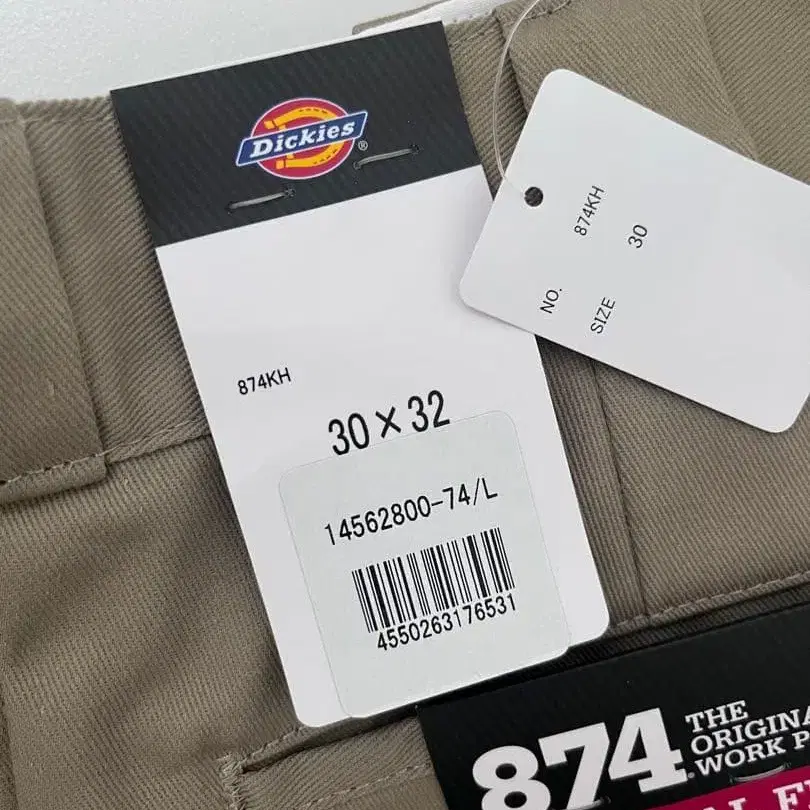 Dickies®
874KH
30×32
14562800-74/L
4550263176531
NO. 874KH
SIZE 30
874 THE
ORIGINA
WORK P